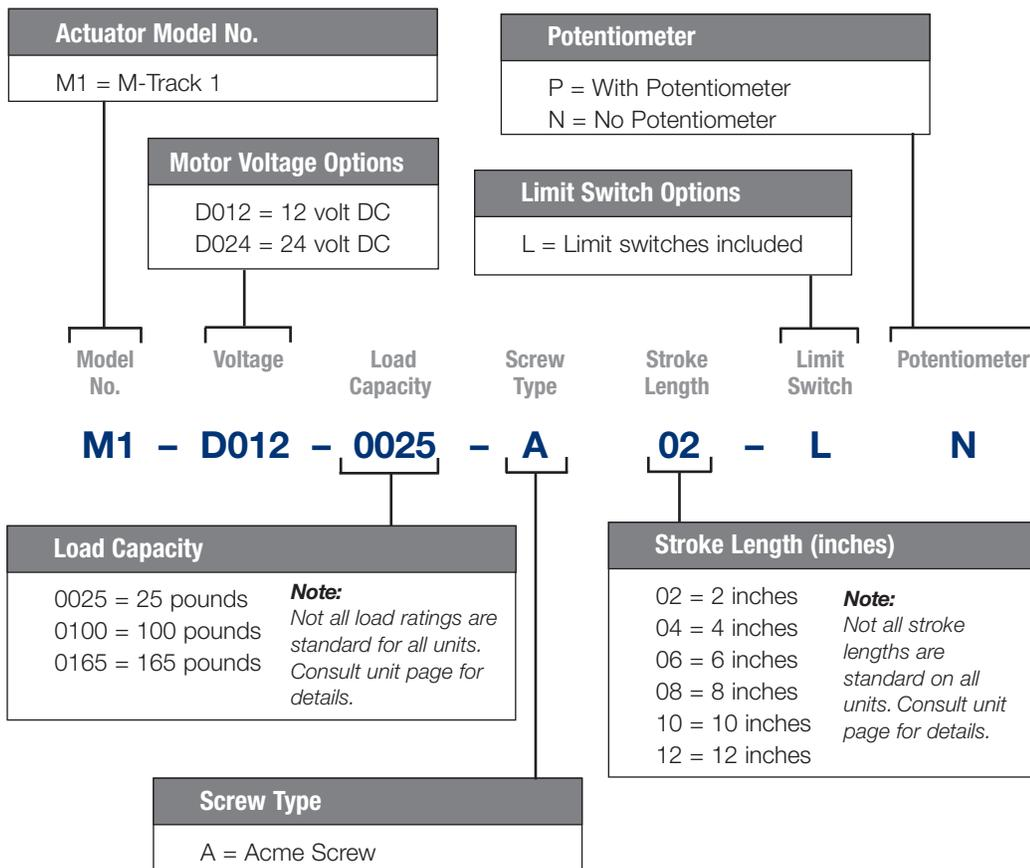 Actuator Model No.
M1 = M-Track 1
Potentiometer
P = With Potentiometer
N = No Potentiometer
Motor Voltage Options
D012 = 12 volt DC
D024 = 24 volt DC
Limit Switch Options
L = Limit switches included
Model
No.
Voltage
Load
Capacity
Screw
Type
Stroke
Length
Limit
Switch
Potentiometer
M1 – D012 – 0025 – A 02 – L N
Load Capacity
0025 = 25 pounds
0100 = 100 pounds
0165 = 165 pounds
Note:
Not all load ratings are
standard for all units.
Consult unit page for
details.
Stroke Length (inches)
02 = 2 inches
04 = 4 inches
06 = 6 inches
08 = 8 inches
10 = 10 inches
12 = 12 inches
Note:
Not all stroke
lengths are
standard on all
units. Consult unit
page for details.
Screw Type
A = Acme Screw